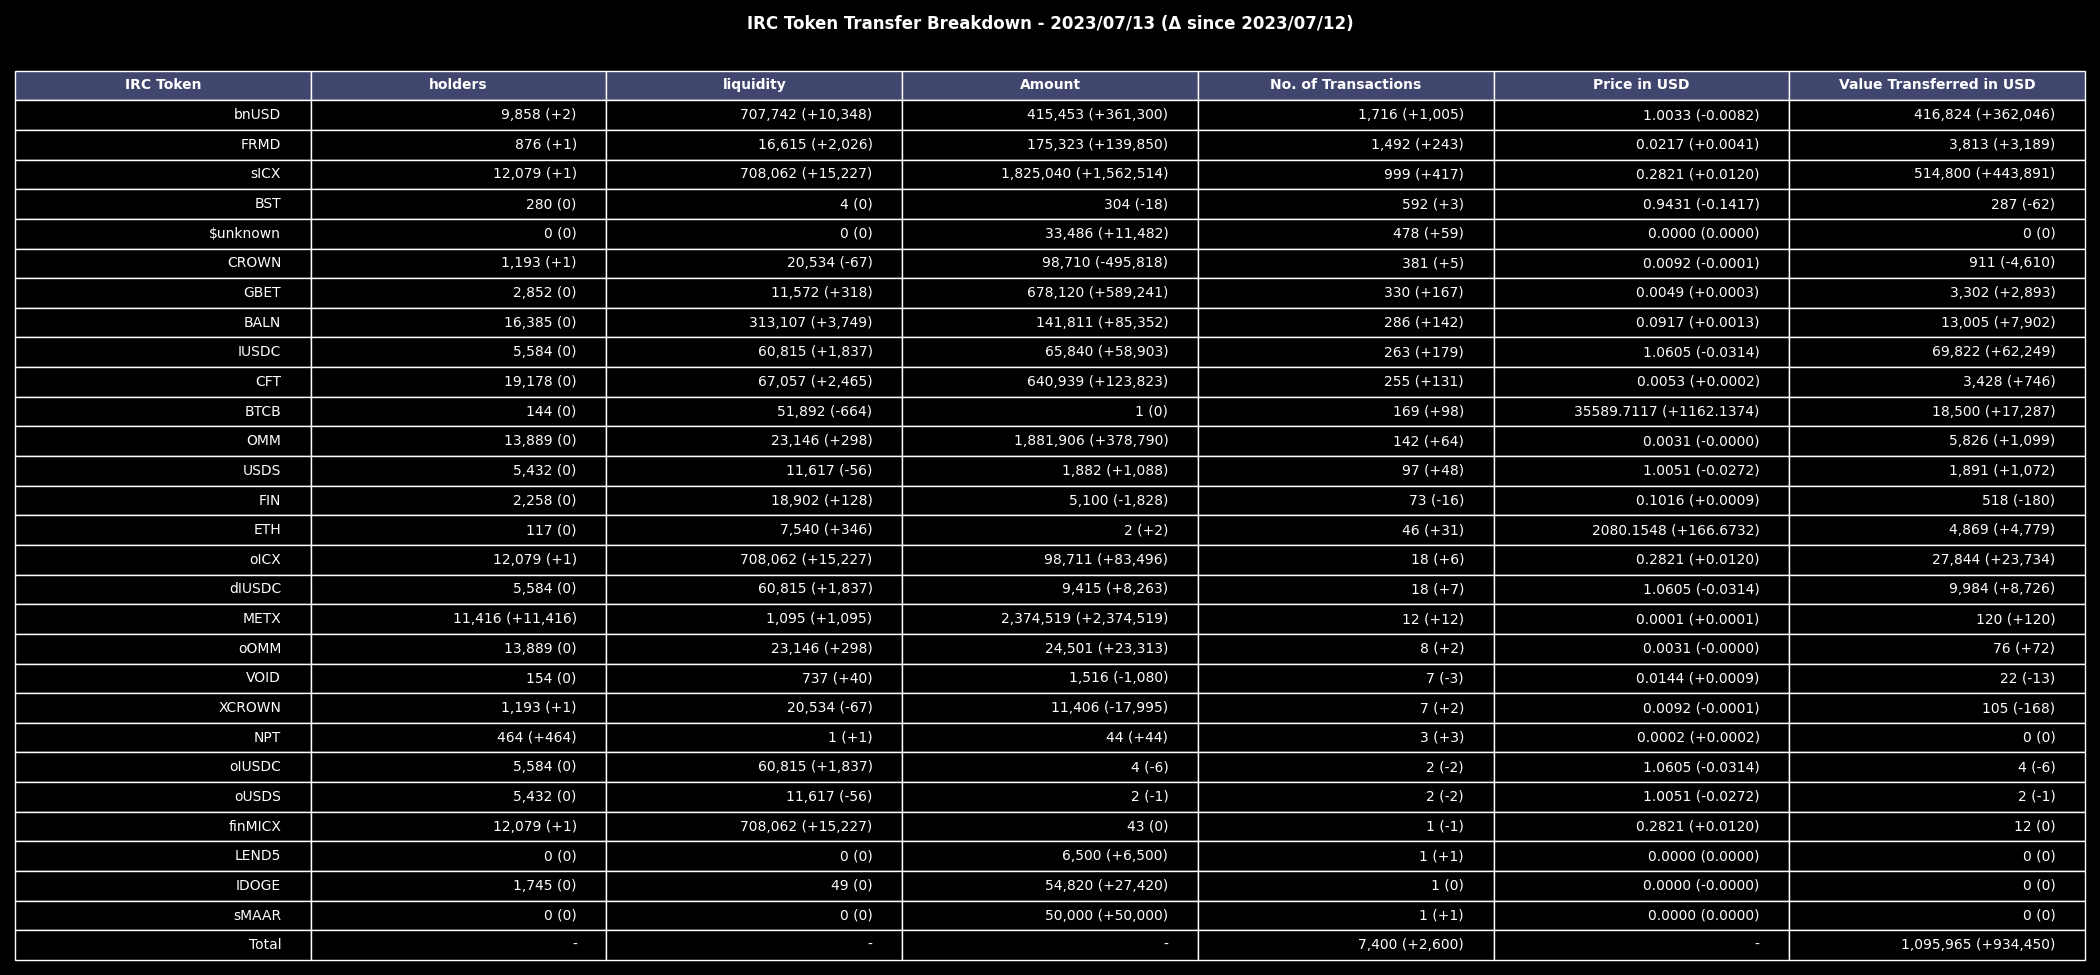 IRC Token Transfer Breakdown - 2023/07/13 (Δ since 2023/07/12)
IRC Token holders liquidity Amount No. of Transactions Price in USD Value Transferred in USD
bnUSD 9,858 (+2) 707,742 (+10,348) 415,453 (+361,300) 1,716 (+1,005) 1.0033 (-0.0082) 416,824 (+362,046)
FRMD 876 (+1) 16,615 (+2,026) 175,323 (+139,850) 1,492 (+243) 0.0217 (+0.0041) 3,813 (+3,189)
sICX 12,079 (+1) 708,062 (+15,227) 1,825,040 (+1,562,514) 999 (+417) 0.2821 (+0.0120) 514,800 (+443,891)
BST 280 (0) 4 (0) 304 (-18) 592 (+3) 0.9431 (-0.1417) 287 (-62)
$unknown 0 (0) 0 (0) 33,486 (+11,482) 478 (+59) 0.0000 (0.0000) 0 (0)
CROWN 1,193 (+1) 20,534 (-67) 98,710 (-495,818) 381 (+5) 0.0092 (-0.0001) 911 (-4,610)
GBET 2,852 (0) 11,572 (+318) 678,120 (+589,241) 330 (+167) 0.0049 (+0.0003) 3,302 (+2,893)
BALN 16,385 (0) 313,107 (+3,749) 141,811 (+85,352) 286 (+142) 0.0917 (+0.0013) 13,005 (+7,902)
IUSDC 5,584 (0) 60,815 (+1,837) 65,840 (+58,903) 263 (+179) 1.0605 (-0.0314) 69,822 (+62,249)
CFT 19,178 (0) 67,057 (+2,465) 640,939 (+123,823) 255 (+131) 0.0053 (+0.0002) 3,428 (+746)
BTCB 144 (0) 51,892 (-664) 1 (0) 169 (+98) 35589.7117 (+1162.1374) 18,500 (+17,287)
OMM 13,889 (0) 23,146 (+298) 1,881,906 (+378,790) 142 (+64) 0.0031 (-0.0000) 5,826 (+1,099)
USDS 5,432 (0) 11,617 (-56) 1,882 (+1,088) 97 (+48) 1.0051 (-0.0272) 1,891 (+1,072)
FIN 2,258 (0) 18,902 (+128) 5,100 (-1,828) 73 (-16) 0.1016 (+0.0009) 518 (-180)
ETH 117 (0) 7,540 (+346) 2 (+2) 46 (+31) 2080.1548 (+166.6732) 4,869 (+4,779)
oICX 12,079 (+1) 708,062 (+15,227) 98,711 (+83,496) 18 (+6) 0.2821 (+0.0120) 27,844 (+23,734)
dIUSDC 5,584 (0) 60,815 (+1,837) 9,415 (+8,263) 18 (+7) 1.0605 (-0.0314) 9,984 (+8,726)
METX 11,416 (+11,416) 1,095 (+1,095) 2,374,519 (+2,374,519) 12 (+12) 0.0001 (+0.0001) 120 (+120)
oOMM 13,889 (0) 23,146 (+298) 24,501 (+23,313) 8 (+2) 0.0031 (-0.0000) 76 (+72)
VOID 154 (0) 737 (+40) 1,516 (-1,080) 7 (-3) 0.0144 (+0.0009) 22 (-13)
XCROWN 1,193 (+1) 20,534 (-67) 11,406 (-17,995) 7 (+2) 0.0092 (-0.0001) 105 (-168)
NPT 464 (+464) 1 (+1) 44 (+44) 3 (+3) 0.0002 (+0.0002) 0 (0)
oIUSDC 5,584 (0) 60,815 (+1,837) 4 (-6) 2 (-2) 1.0605 (-0.0314) 4 (-6)
oUSDS 5,432 (0) 11,617 (-56) 2 (-1) 2 (-2) 1.0051 (-0.0272) 2 (-1)
finMICX 12,079 (+1) 708,062 (+15,227) 43 (0) 1 (-1) 0.2821 (+0.0120) 12 (0)
LEND5 0 (0) 0 (0) 6,500 (+6,500) 1 (+1) 0.0000 (0.0000) 0 (0)
IDOGE 1,745 (0) 49 (0) 54,820 (+27,420) 1 (0) 0.0000 (-0.0000) 0 (0)
sMAAR 0 (0) 0 (0) 50,000 (+50,000) 1 (+1) 0.0000 (0.0000) 0 (0)
Total - - - 7,400 (+2,600) - 1,095,965 (+934,450)